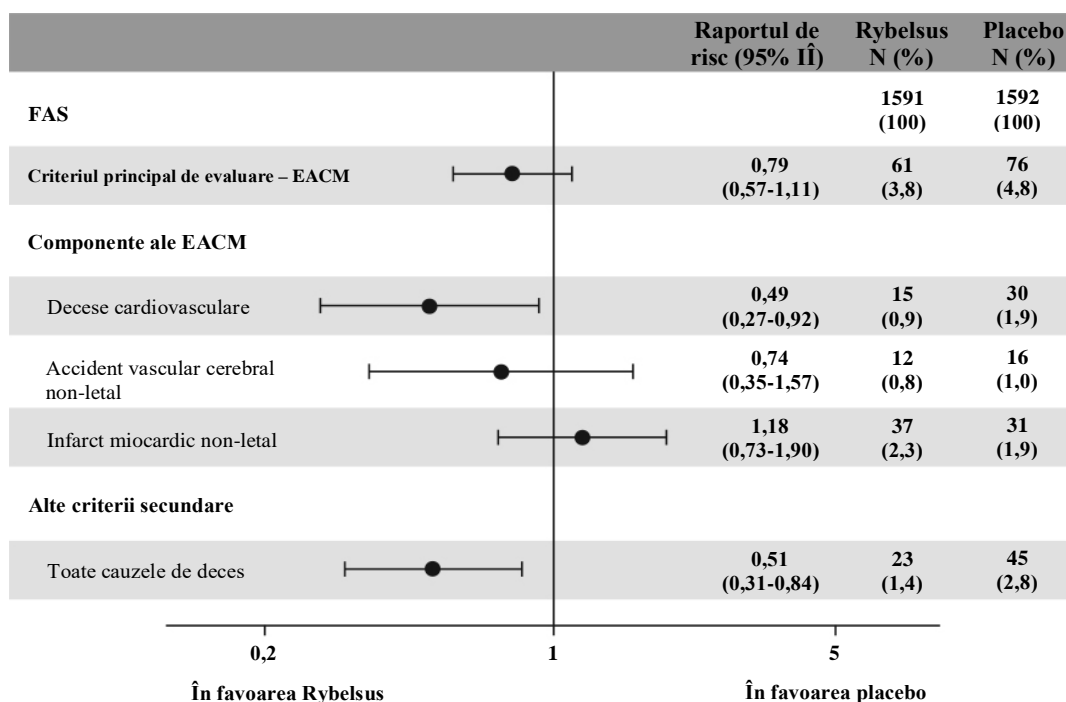 Raportul de Rybelsus Placebo
risc (95% IÎ) N (%) N (%)
FAS 1591 1592
(100) (100)
Criteriul principal de evaluare – EACM 0,79 61 76
(0,57-1,11) (3,8) (4,8)
Componente ale EACM
Decese cardiovasculare 0,49 15 30
(0,27-0,92) (0,9) (1,9)
Accident vascular cerebral 0,74 12 16
non-letal (0,35-1,57) (0,8) (1,0)
Infarct miocardic non-letal 1,18 37 31
(0,73-1,90) (2,3) (1,9)
Alte criterii secundare
Toate cauzele de deces 0,51 23 45
(0,31-0,84) (1,4) (2,8)
0,2 1 5
În favoarea Rybelsus În favoarea placebo